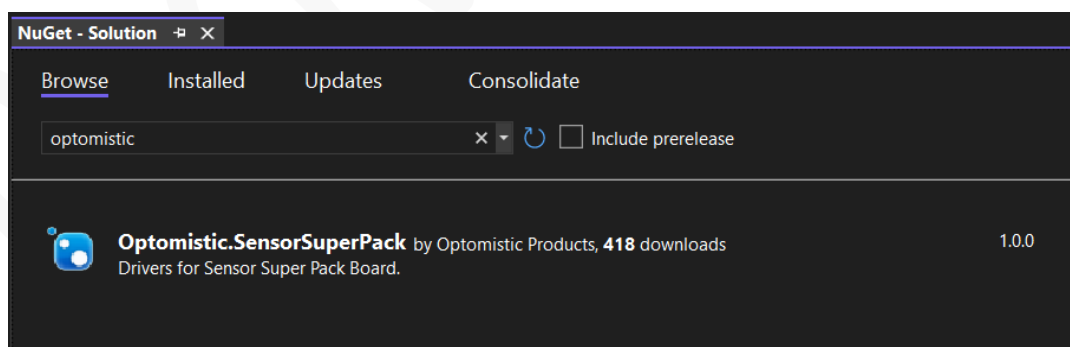 NuGet - Solution
Browse Installed Updates Consolidate
optomistic Include prerelease
Optomistic.SensorSuperPack by Optomistic Products, 418 downloads 1.0.0
Drivers for Sensor Super Pack Board.